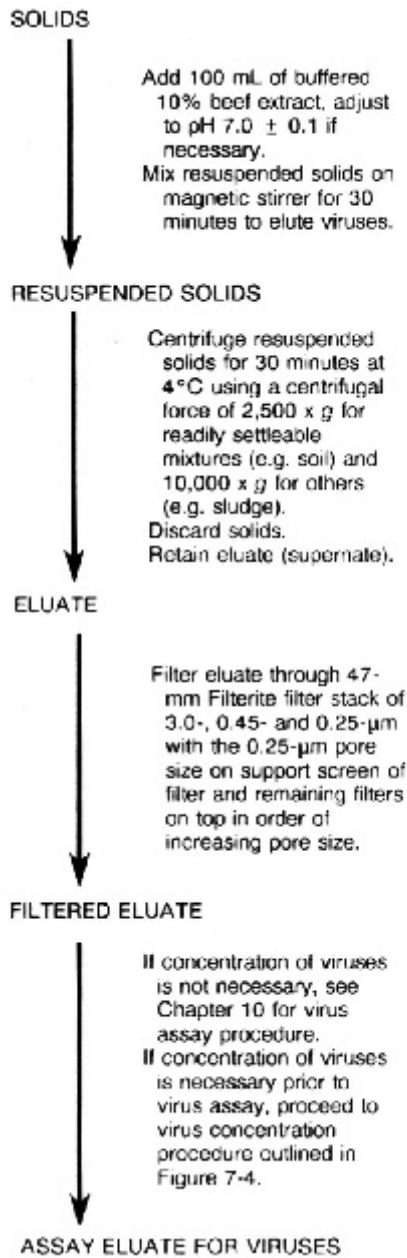 SOLIDS
Add 100 mL of buffered
10% beef extract, adjust
to pH 7.0 ± 0.1 if
necessary.
Mix resuspended solids on
magnetic stirrer for 30
minutes to elute viruses.
RESUSPENDED SOLIDS
Centrifuge resuspended
solids for 30 minutes at
4°C using a centrifugal
force of 2,500 x g for
readily settleable
mixtures (e.g. soil) and
10,000 x g for others
(e.g. sludge).
Discard solids.
Retain eluate (supernate).
ELUATE
Filter eluate through 47-
mm Filterite filter stack of
3.0-, 0.45- and 0.25-µm
with the 0.25-µm pore
size on support screen of
filter and remaining filters
on top in order of
increasing pore size.
FILTERED ELUATE
If concentration of viruses
is not necessary, see
Chapter 10 for virus
assay procedure.
If concentration of viruses
is necessary prior to
virus assay, proceed to
virus concentration
procedure outlined in
Figure 7-4.
ASSAY ELUATE FOR VIRUSES